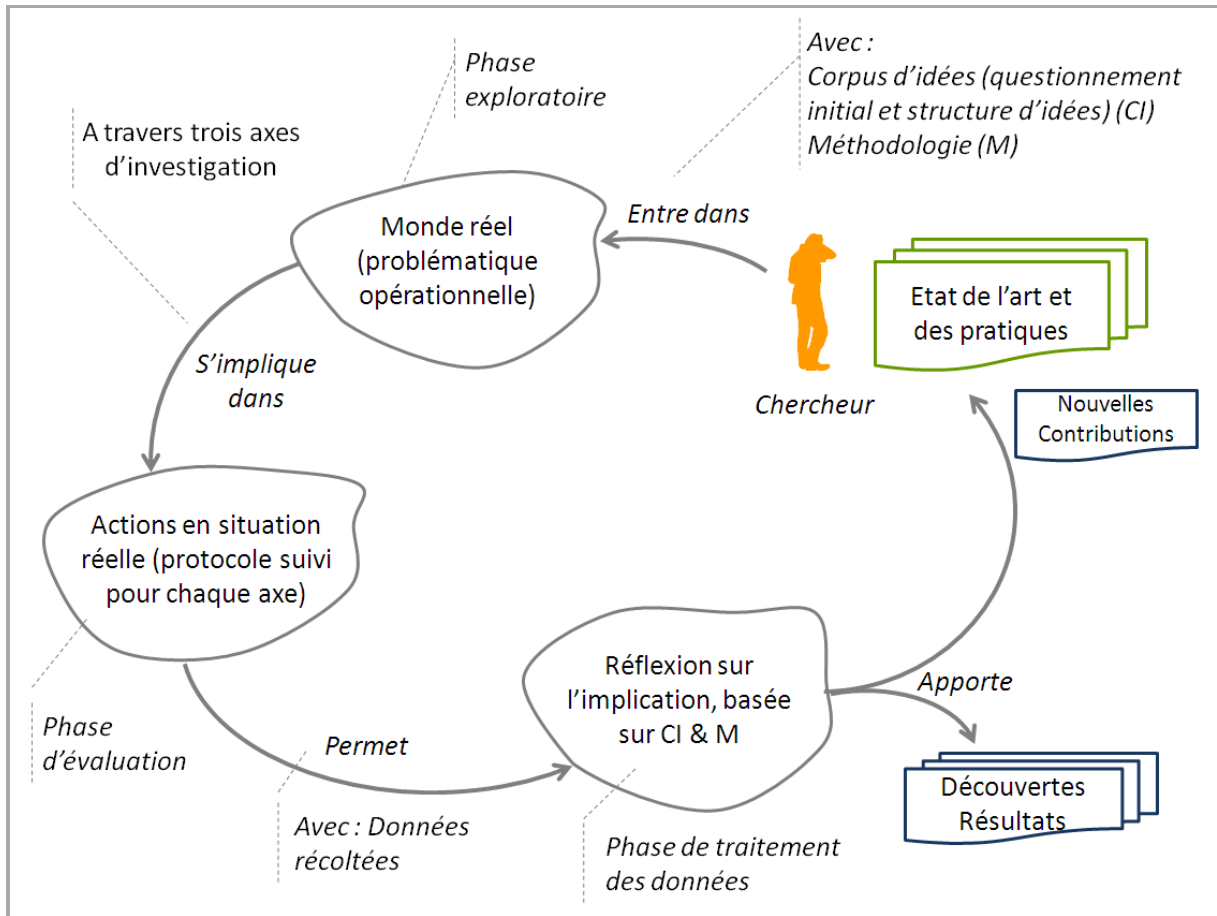 Avec :
Corpus d’idées (questionnement
initial et structure d’idées) (CI)
Méthodologie (M)
Phase
exploratoire
A travers trois axes
d’investigation
Entre dans
Monde réel
(problématique
opérationnelle)
Etat de l’art et
des pratiques
S’implique
dans
Chercheur
Nouvelles
Contributions
Actions en situation
réelle (protocole suivi
pour chaque axe)
Réflexion sur
l’implication, basée
sur CI & M
Apporte
Phase
d’évaluation
Permet
Découvertes
Résultats
Avec : Données
récoltées
Phase de traitement
des données